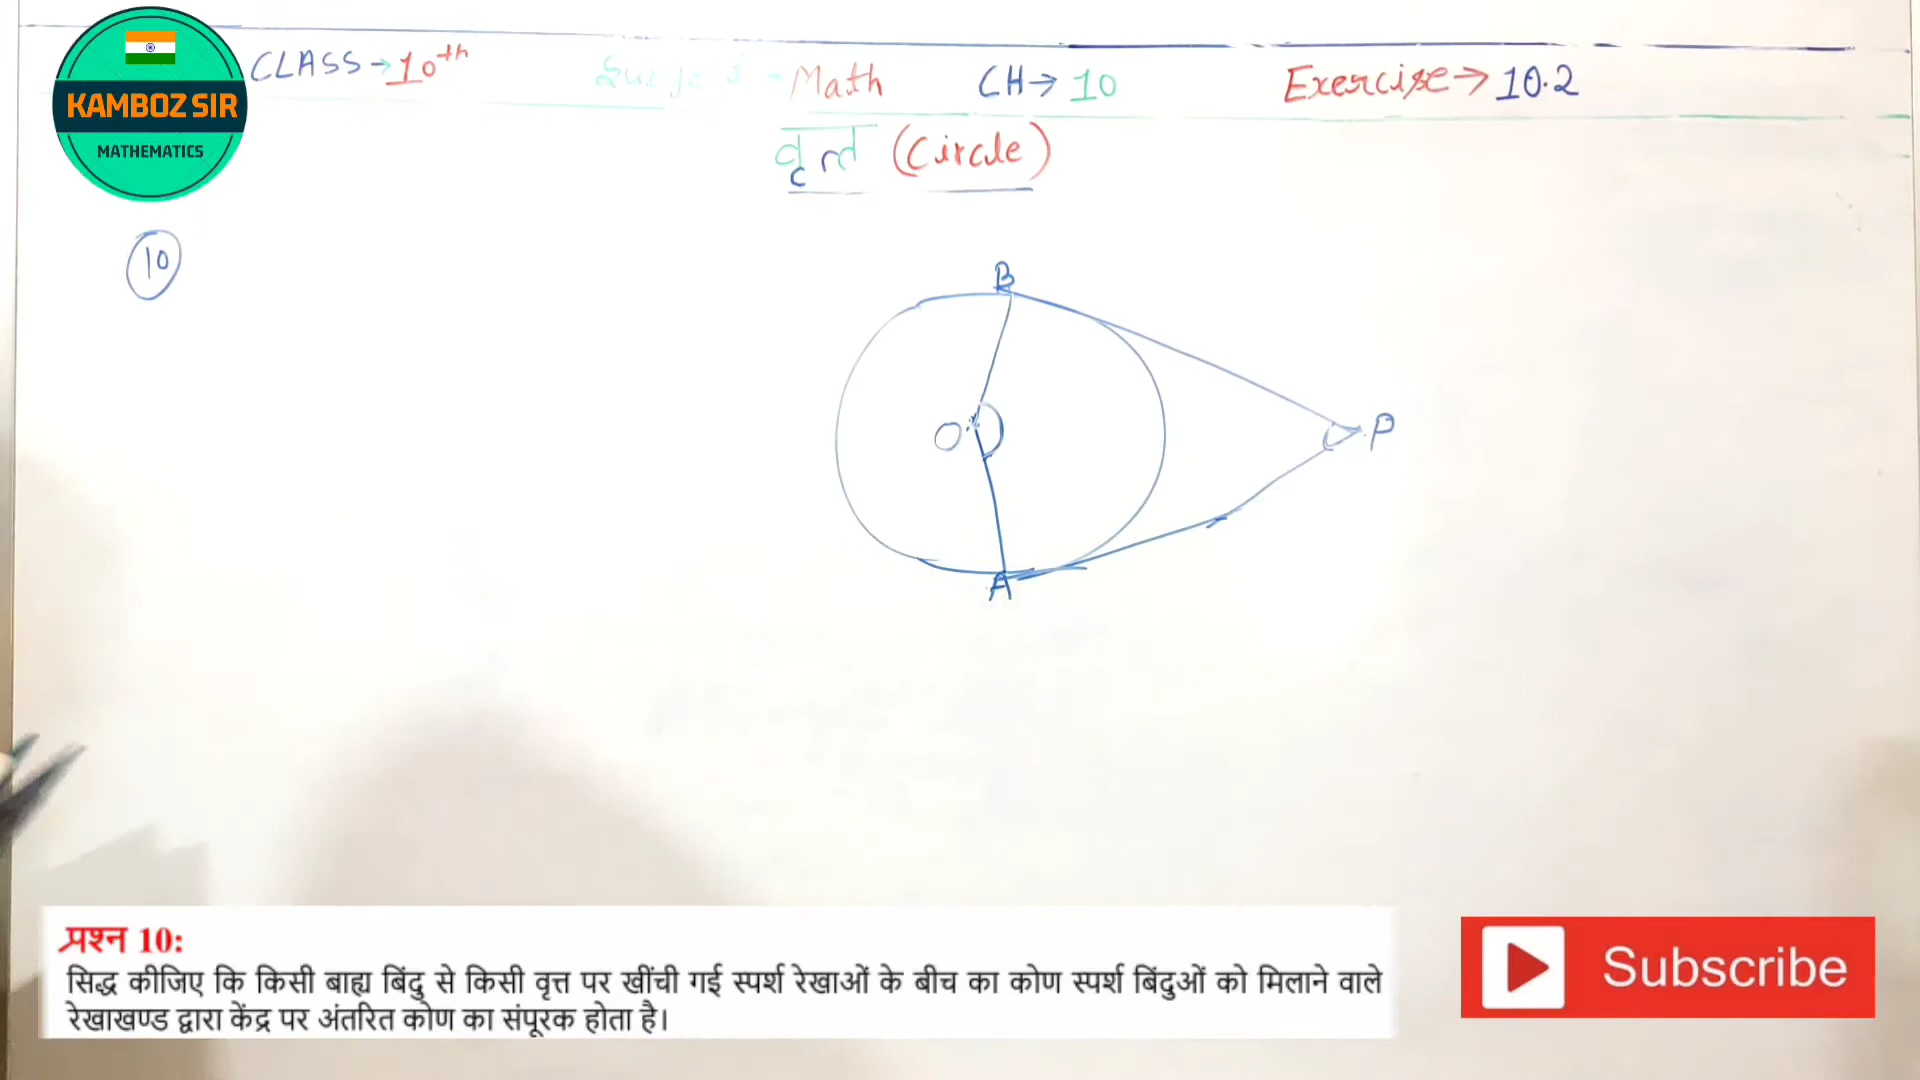 KAMBOZ SIR
MATHEMATICS
CLASS → 10th Math CH → 10 Exercise → 10.2
वृत्त (Circle)
10
B
O
P
A
प्रश्न 10:
सिद्ध कीजिए कि किसी बाह्य बिंदु से किसी वृत्त पर खींची गई स्पर्श रेखाओं के बीच का कोण स्पर्श बिंदुओं को मिलाने वाले
रेखाखण्ड द्वारा केंद्र पर अंतरित कोण का संपूरक होता है।
Subscribe